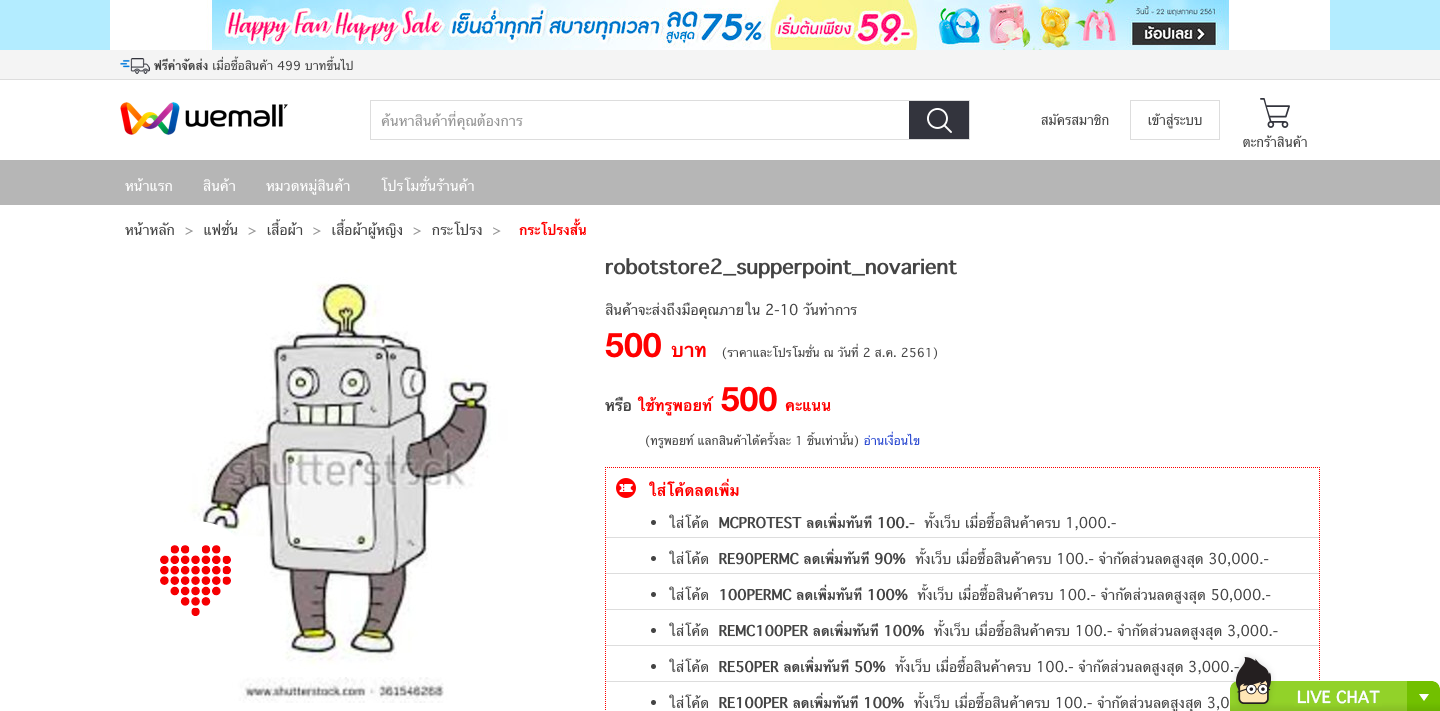 Happy Fan Happy Sale เย็นฉ่ำทุกที่ สบายทุกเวลา ลดสูงสุด 75% เริ่มต้นเพียง 59.- วันนี้ - 22 พฤษภาคม 2561
ช้อปเลย
ฟรีค่าจัดส่ง เมื่อซื้อสินค้า 499 บาทขึ้นไป
wemall
ค้นหาสินค้าที่คุณต้องการ
สมัครสมาชิก
เข้าสู่ระบบ
ตะกร้าสินค้า
หน้าแรก สินค้า หมวดหมู่สินค้า โปรโมชั่นร้านค้า
หน้าหลัก > แฟชั่น > เสื้อผ้า > เสื้อผ้าผู้หญิง > กระโปรง > กระโปรงสั้น
robotstore2_supperpoint_novarient
สินค้าจะส่งถึงมือคุณภายใน 2-10 วันทำการ
500 บาท (ราคาและโปรโมชั่น ณ วันที่ 2 ส.ค. 2561)
หรือ ใช้ทรูพอยท์ 500 คะแนน
(ทรูพอยท์ แลกสินค้าได้ครั้งละ 1 ชิ้นเท่านั้น) อ่านเงื่อนไข
shutterstock
www.shutterstock.com · 361546268
ใส่โค้ดลดเพิ่ม
• ใส่โค้ด MCPROTEST ลดเพิ่มทันที 100.- ทั้งเว็บ เมื่อซื้อสินค้าครบ 1,000.-
• ใส่โค้ด RE90PERMC ลดเพิ่มทันที 90% ทั้งเว็บ เมื่อซื้อสินค้าครบ 100.- จำกัดส่วนลดสูงสุด 30,000.-
• ใส่โค้ด 100PERMC ลดเพิ่มทันที 100% ทั้งเว็บ เมื่อซื้อสินค้าครบ 100.- จำกัดส่วนลดสูงสุด 50,000.-
• ใส่โค้ด REMC100PER ลดเพิ่มทันที 100% ทั้งเว็บ เมื่อซื้อสินค้าครบ 100.- จำกัดส่วนลดสูงสุด 3,000.-
• ใส่โค้ด RE50PER ลดเพิ่มทันที 50% ทั้งเว็บ เมื่อซื้อสินค้าครบ 100.- จำกัดส่วนลดสูงสุด 3,000.-
• ใส่โค้ด RE100PER ลดเพิ่มทันที 100% ทั้งเว็บ เมื่อซื้อสินค้าครบ 100.- จำกัดส่วนลดสูงสุด 3,0
LIVE CHAT